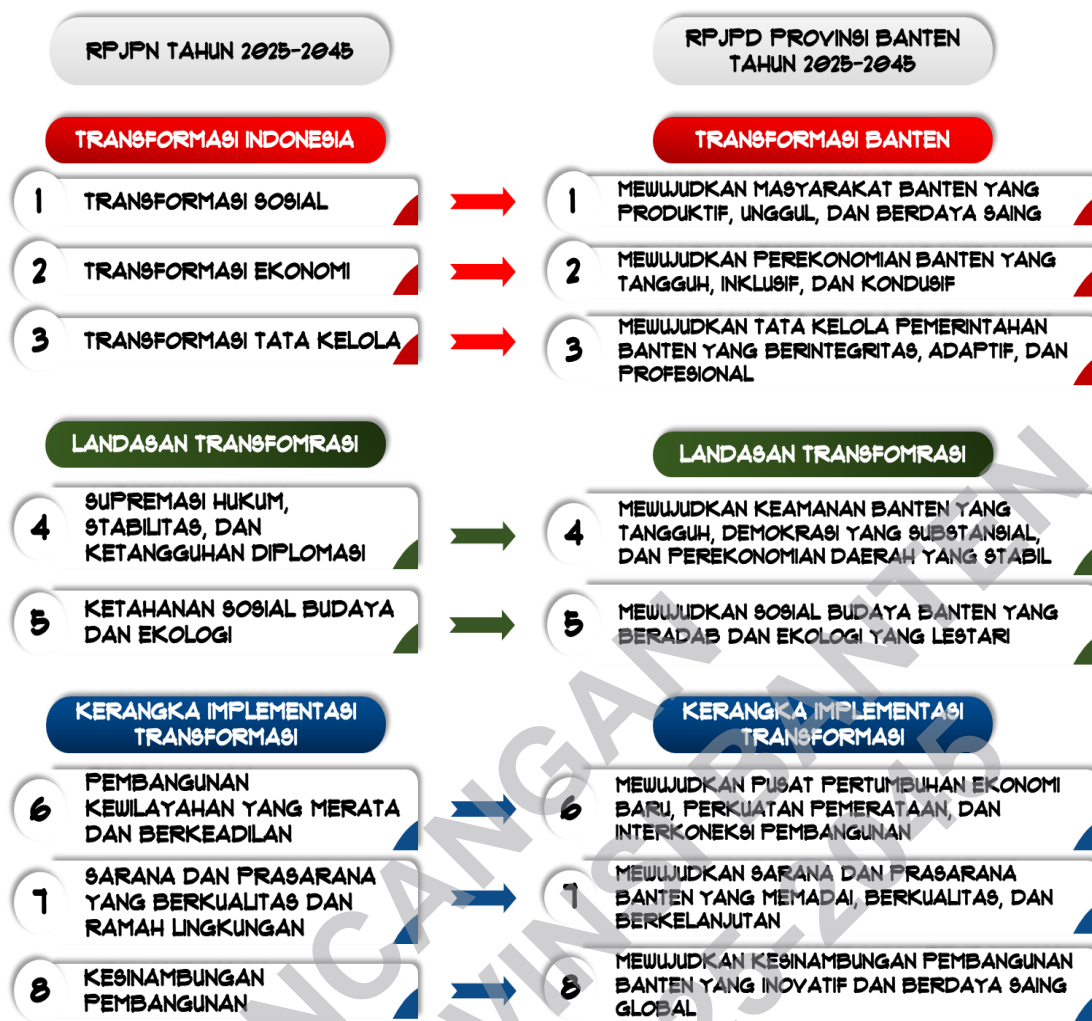 RPJPN TAHUN 2025-2045
RPJPD PROVINSI BANTEN
TAHUN 2025-2045
TRANSFORMASI INDONESIA
TRANSFORMASI BANTEN
1
TRANSFORMASI SOSIAL
1
MEWUJUDKAN MASYARAKAT BANTEN YANG
PRODUKTIF, UNGGUL, DAN BERDAYA SAING
2
TRANSFORMASI EKONOMI
2
MEWUJUDKAN PEREKONOMIAN BANTEN YANG
TANGGUH, INKLUSIF, DAN KONDUSIF
3
TRANSFORMASI TATA KELOLA
3
MEWUJUDKAN TATA KELOLA PEMERINTAHAN
BANTEN YANG BERINTEGRITAS, ADAPTIF, DAN
PROFESIONAL
LANDASAN TRANSFOMRASI
LANDASAN TRANSFOMRASI
4
SUPREMASI HUKUM,
STABILITAS, DAN
KETANGGUHAN DIPLOMASI
4
MEWUJUDKAN KEAMANAN BANTEN YANG
TANGGUH, DEMOKRASI YANG SUBSTANSIAL,
DAN PEREKONOMIAN DAERAH YANG STABIL
5
KETAHANAN SOSIAL BUDAYA
DAN EKOLOGI
5
MEWUJUDKAN SOSIAL BUDAYA BANTEN YANG
BERADAB DAN EKOLOGI YANG LESTARI
KERANGKA IMPLEMENTASI
TRANSFORMASI
KERANGKA IMPLEMENTASI
TRANSFORMASI
6
PEMBANGUNAN
KEWILAYAHAN YANG MERATA
DAN BERKEADILAN
6
MEWUJUDKAN PUSAT PERTUMBUHAN EKONOMI
BARU, PERKUATAN PEMERATAAN, DAN
INTERKONEKSI PEMBANGUNAN
7
SARANA DAN PRASARANA
YANG BERKUALITAS DAN
RAMAH LINGKUNGAN
7
MEWUJUDKAN SARANA DAN PRASARANA
BANTEN YANG MEMADAI, BERKUALITAS, DAN
BERKELANJUTAN
8
KESINAMBUNGAN
PEMBANGUNAN
8
MEWUJUDKAN KESINAMBUNGAN PEMBANGUNAN
BANTEN YANG INOVATIF DAN BERDAYA SAING
GLOBAL